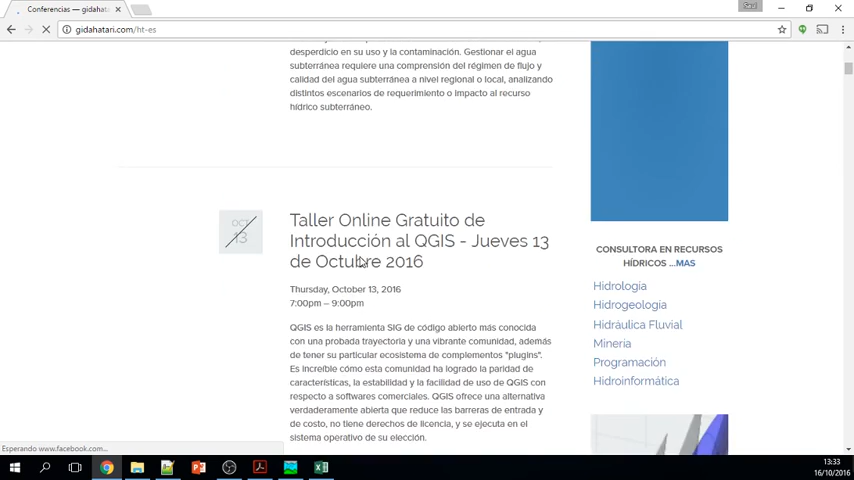 Conferencias — gidahata
Saul
gidahatari.com/ht-es
desperdicio en su uso y la contaminación. Gestionar el agua
subterránea requiere una comprensión del régimen de flujo y
calidad del agua subterránea a nivel regional o local, analizando
distintos escenarios de requerimiento o impacto al recurso
hídrico subterráneo.
OCT
13
Taller Online Gratuito de
Introducción al QGIS - Jueves 13
de Octubre 2016
Thursday, October 13, 2016
7:00pm – 9:00pm
QGIS es la herramienta SIG de código abierto más conocida
con una probada trayectoria y una vibrante comunidad, además
de tener su particular ecosistema de complementos "plugins".
Es increíble cómo esta comunidad ha logrado la paridad de
características, la estabilidad y la facilidad de uso de QGIS con
respecto a softwares comerciales. QGIS ofrece una alternativa
verdaderamente abierta que reduce las barreras de entrada y
de costo, no tiene derechos de licencia, y se ejecuta en el
sistema operativo de su elección.
CONSULTORA EN RECURSOS
HÍDRICOS ...MAS
Hidrología
Hidrogeología
Hidráulica Fluvial
Minería
Programación
Hidroinformática
Esperando www.facebook.com...
13:33
16/10/2016